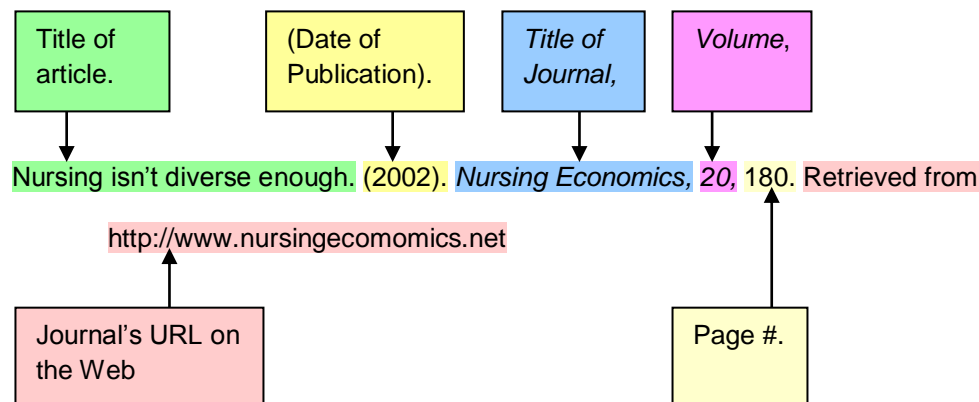 Title of
article.
(Date of
Publication).
Title of
Journal,
Volume,
Nursing isn't diverse enough. (2002). Nursing Economics, 20, 180. Retrieved from
http://www.nursingecomomics.net
Journal's URL on
the Web
Page #.